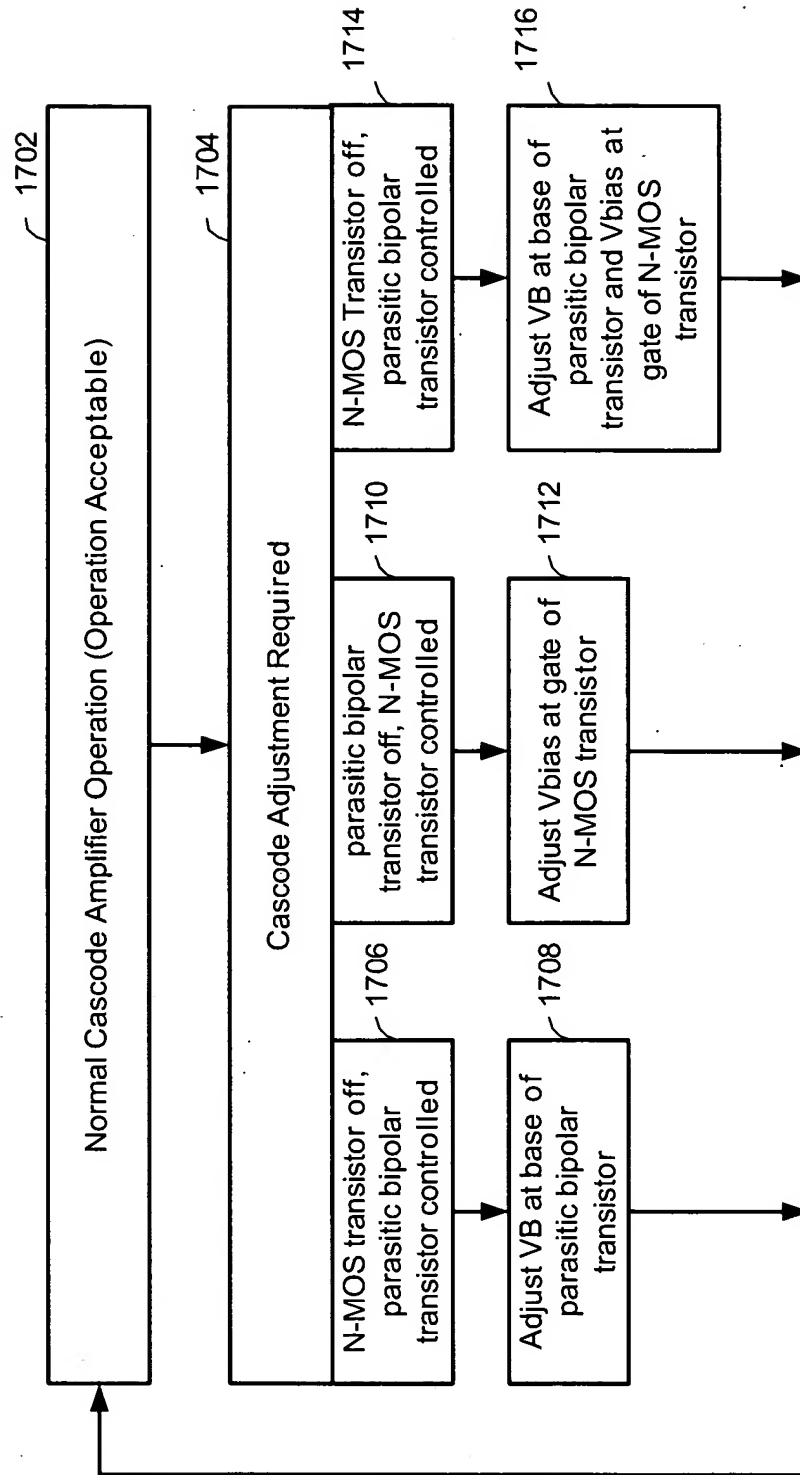 1702
Normal Cascode Amplifier Operation (Operation Acceptable)
1704
Cascode Adjustment Required
1706
N-MOS transistor off,
parasitic bipolar
transistor controlled
1708
Adjust VB at base of
parasitic bipolar
transistor
1710
parasitic bipolar
transistor off, N-MOS
transistor controlled
1712
Adjust Vbias at gate of
N-MOS transistor
1714
N-MOS Transistor off,
parasitic bipolar
transistor controlled
1716
Adjust VB at base of
parasitic bipolar
transistor and Vbias at
gate of N-MOS
transistor